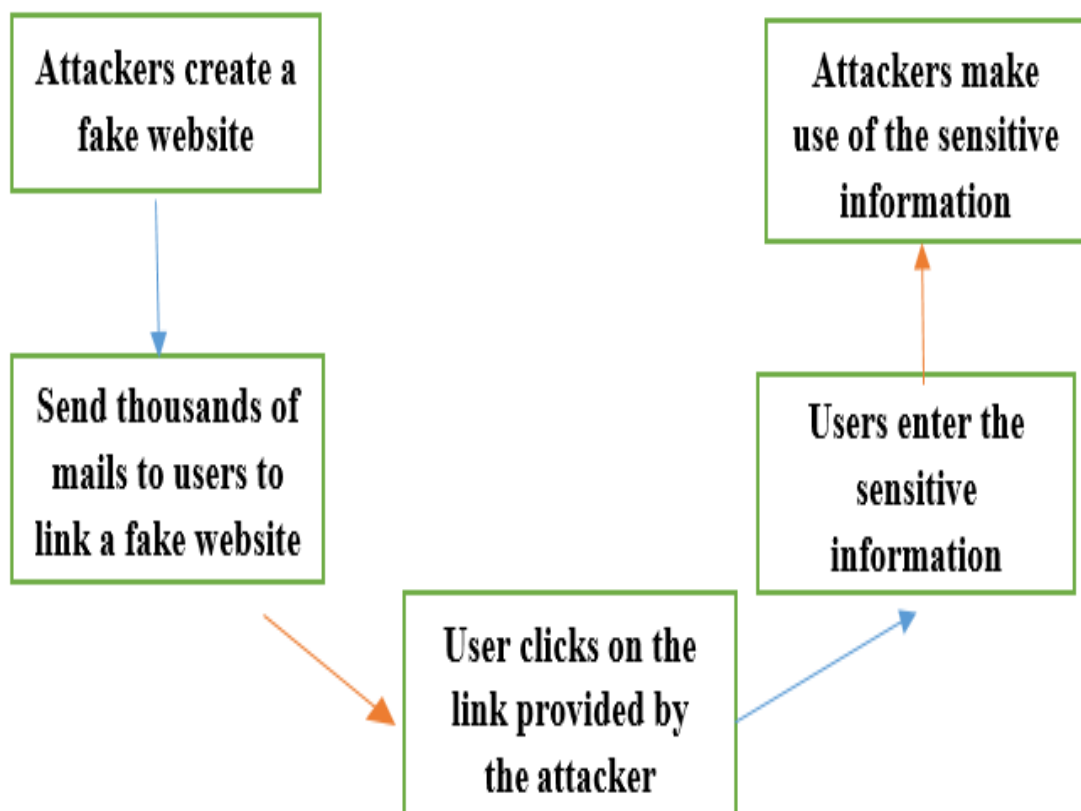 Attackers create a
fake website
Send thousands of
mails to users to
link a fake website
User clicks on the
link provided by
the attacker
Users enter the
sensitive
information
Attackers make
use of the sensitive
information